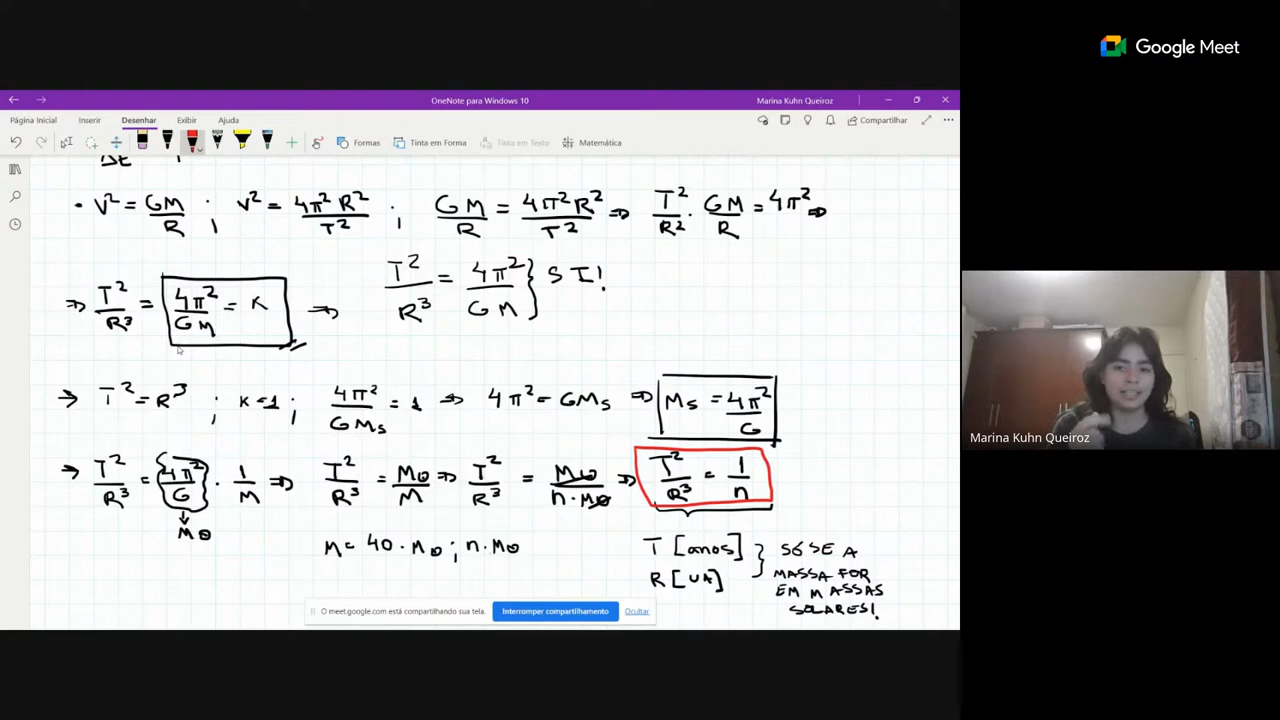 Google Meet
OneNote para Windows 10
Marina Kuhn Queiroz
Página Inicial Inserir Desenhar Exibir Ajuda
Compartilhar
Formas Tinta em Forma Tinta em Texto Matemática
ΔE
• V² = GM/R ; V² = 4π²R²/T² ; GM/R = 4π²R²/T² ⇒ T²/R² · GM/R = 4π² ⇒
⇒ T²/R³ = 4π²/GM = K ⇒ T²/R³ = 4π²/GM } SI!
→ T² = R³ ; K=1 ; 4π²/GMs = 1 → 4π² = GMs ⇒ Ms = 4π²/G
→ T²/R³ = 4π²/G · 1/M ⇒ T²/R³ = M⊙/M ⇒ T²/R³ = M⊙/n·M⊙ ⇒ T²/R³ = 1/n
↓
M⊙
M = 40 · M⊙ ; n·M⊙
T [anos]
R [UA]
} SÓ SE A
MASSA FOR
EM MASSAS
SOLARES!
O meet.google.com está compartilhando sua tela.
Interromper compartilhamento
Ocultar
Marina Kuhn Queiroz